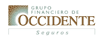 GRUPO
FINANCIERO DE
OCCIDENTE
Seguros